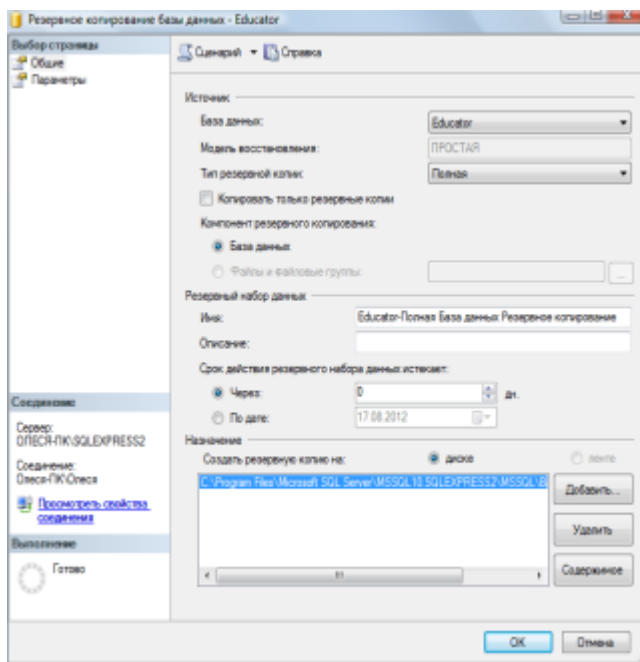 Резервное копирование базы данных - Educator
Выбор страницы
Общие
Параметры
Сценарий
Справка
Источник
База данных:
Educator
Модель восстановления:
ПРОСТАЯ
Тип резервной копии:
Полная
Копировать только резервные копии
Компонент резервного копирования:
База данных
Файлы и файловые группы:
...
Резервный набор данных
Имя:
Educator-Полная База данных Резервное копирование
Описание:
Срок действия резервного набора данных истекает:
Через:
0
дн.
По дате:
17.08.2012
Назначение
Создать резервную копию на:
диске
ленте
C:\Program Files\Microsoft SQL Server\MSSQL10.SQLEXPRESS2\MSSQL\B
Добавить...
Удалить
Содержимое
Соединение
Сервер:
ОЛЕСЯ-ПК\SQLEXPRESS2
Соединение:
Олеся-ПК\Олеся
Просмотреть свойства
соединения
Выполнение
Готово
OK
Отмена